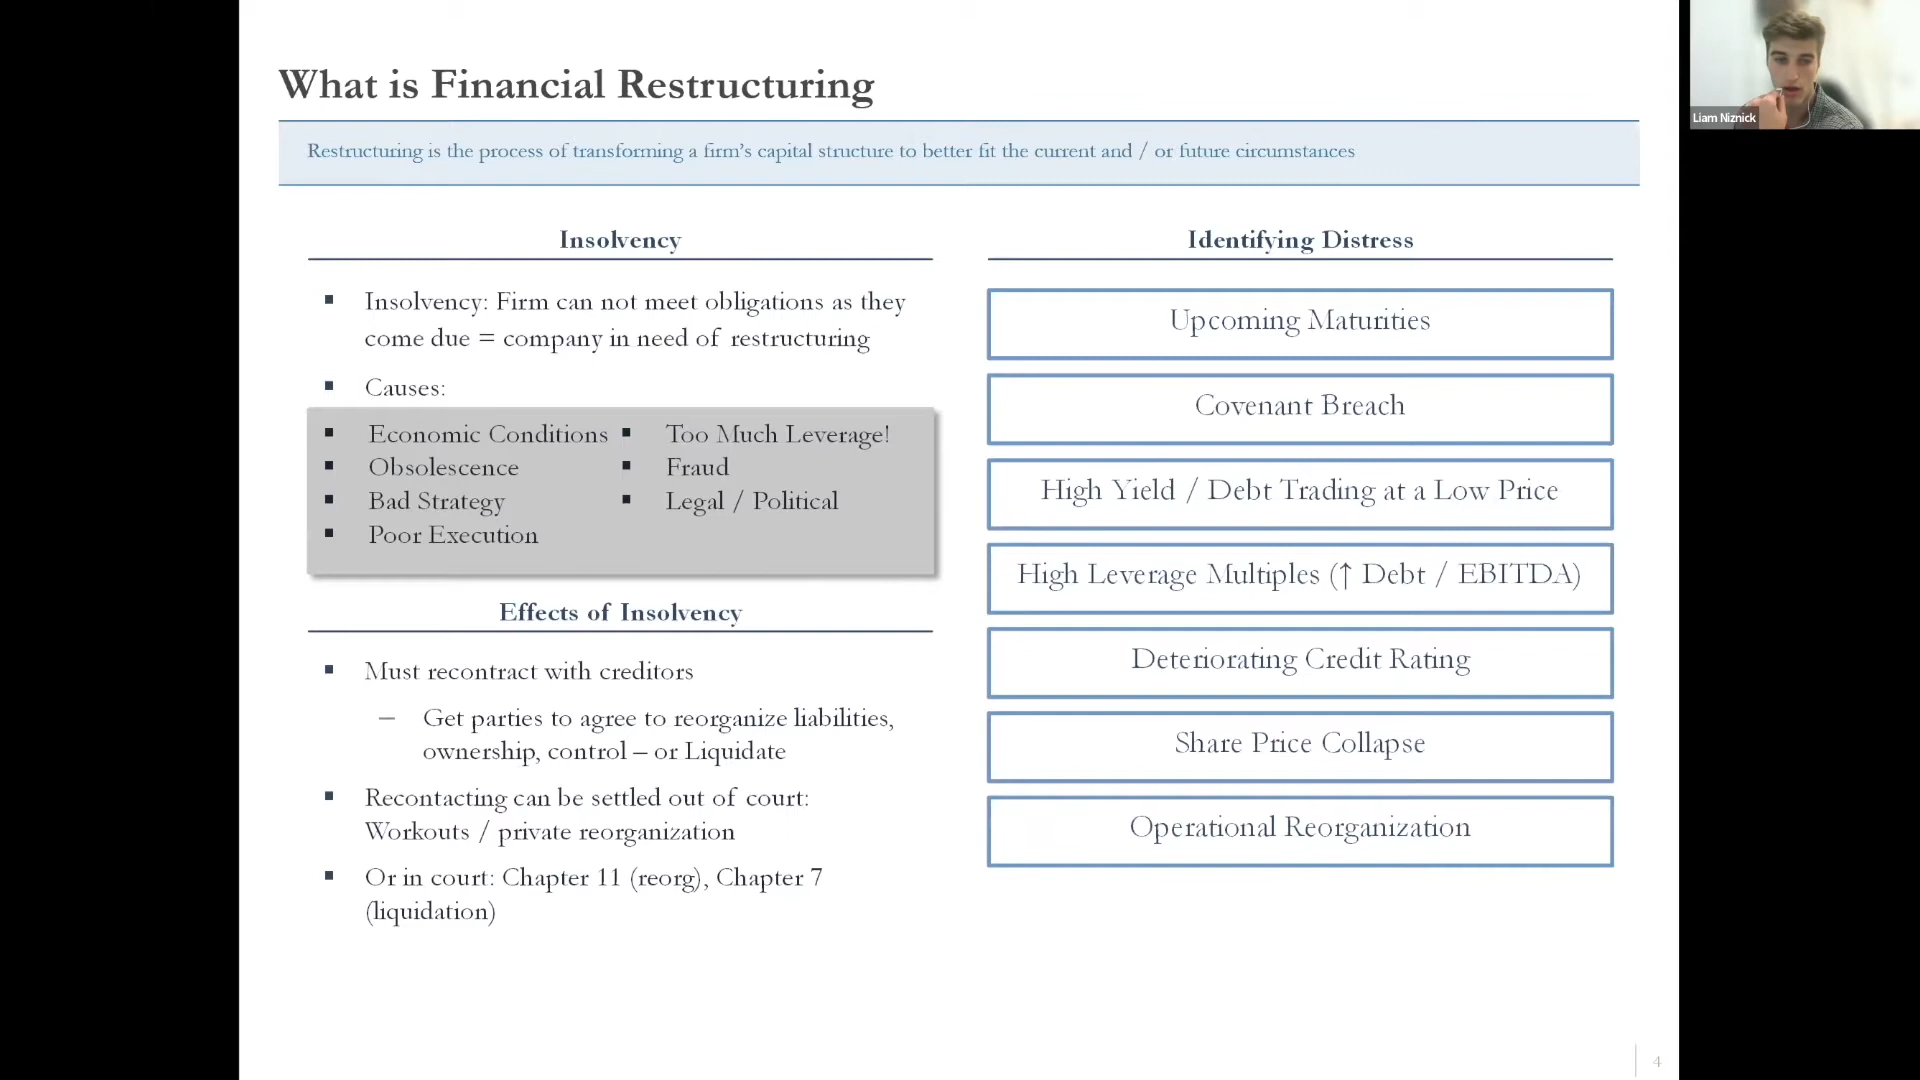 What is Financial Restructuring
Restructuring is the process of transforming a firm's capital structure to better fit the current and / or future circumstances
Insolvency
▪ Insolvency: Firm can not meet obligations as they
come due = company in need of restructuring
▪ Causes:
▪ Economic Conditions
▪ Obsolescence
▪ Bad Strategy
▪ Poor Execution
▪ Too Much Leverage!
▪ Fraud
▪ Legal / Political
Effects of Insolvency
▪ Must recontract with creditors
– Get parties to agree to reorganize liabilities,
ownership, control – or Liquidate
▪ Recontacting can be settled out of court:
Workouts / private reorganization
▪ Or in court: Chapter 11 (reorg), Chapter 7
(liquidation)
Identifying Distress
Upcoming Maturities
Covenant Breach
High Yield / Debt Trading at a Low Price
High Leverage Multiples (↑ Debt / EBITDA)
Deteriorating Credit Rating
Share Price Collapse
Operational Reorganization
4
Liam Niznick